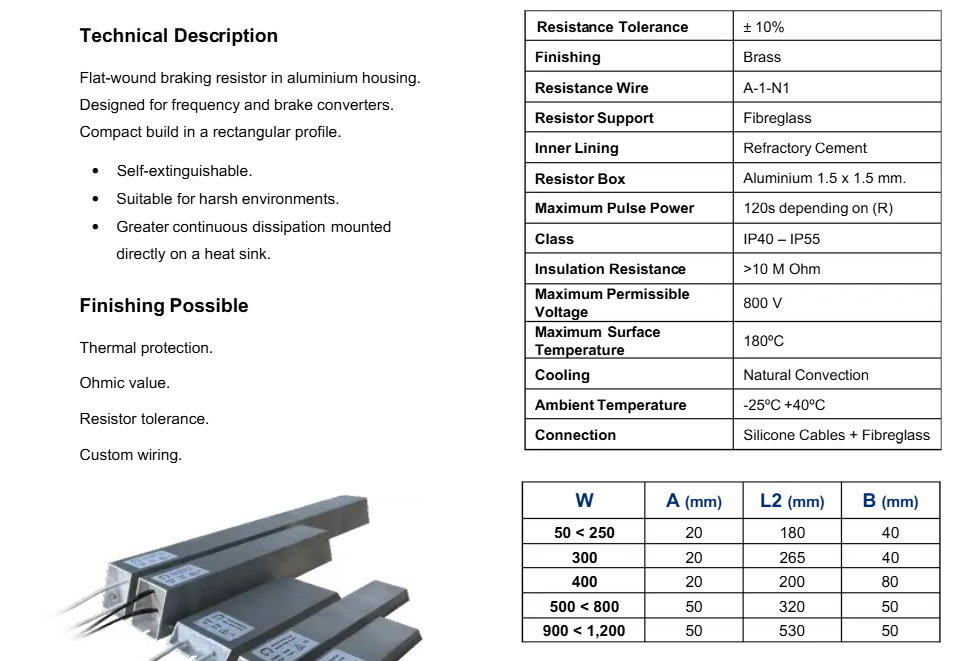 Technical Description
Flat-wound braking resistor in aluminium housing.
Designed for frequency and brake converters.
Compact build in a rectangular profile.
• Self-extinguishable.
• Suitable for harsh environments.
• Greater continuous dissipation mounted
directly on a heat sink.
Finishing Possible
Thermal protection.
Ohmic value.
Resistor tolerance.
Custom wiring.
Resistance Tolerance ± 10%
Finishing Brass
Resistance Wire A-1-N1
Resistor Support Fibreglass
Inner Lining Refractory Cement
Resistor Box Aluminium 1.5 x 1.5 mm.
Maximum Pulse Power 120s depending on (R)
Class IP40 – IP55
Insulation Resistance >10 M Ohm
Maximum Permissible
Voltage 800 V
Maximum Surface
Temperature 180ºC
Cooling Natural Convection
Ambient Temperature -25ºC +40ºC
Connection Silicone Cables + Fibreglass
W A (mm) L2 (mm) B (mm)
50 < 250 20 180 40
300 20 265 40
400 20 200 80
500 < 800 50 320 50
900 < 1,200 50 530 50